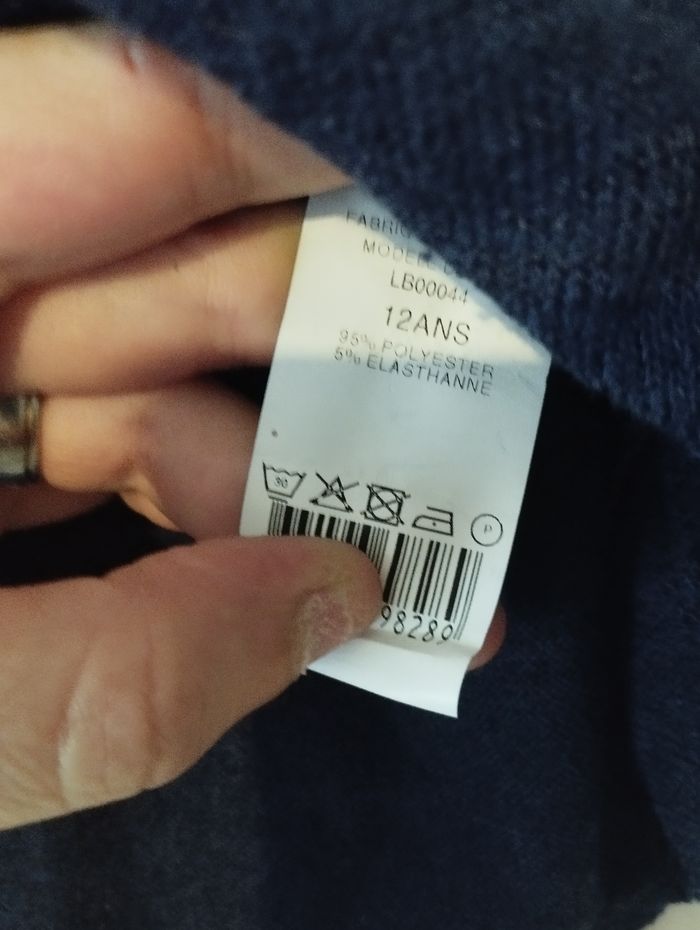 LB00044
12ANS
95% POLYESTER
5% ELASTHANNE
30
P
98289